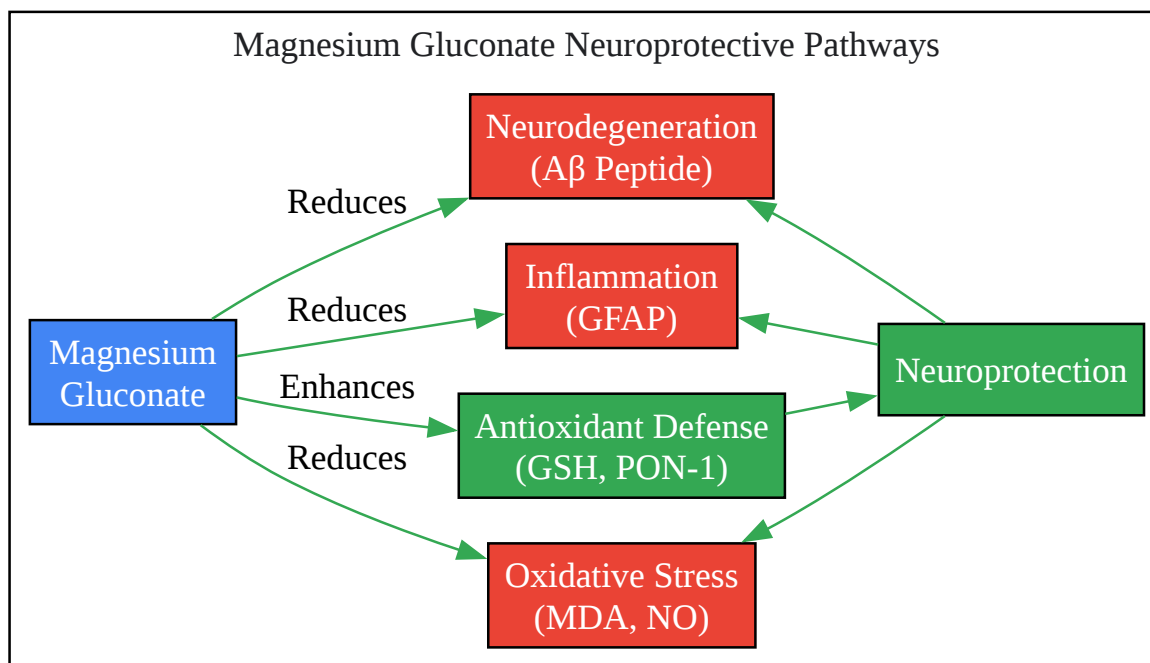 Magnesium Gluconate Neuroprotective Pathways
Neurodegeneration
(Aβ Peptide)
Reduces
Inflammation
(GFAP)
Reduces
Magnesium
Gluconate
Neuroprotection
Enhances
Antioxidant Defense
(GSH, PON-1)
Reduces
Oxidative Stress
(MDA, NO)